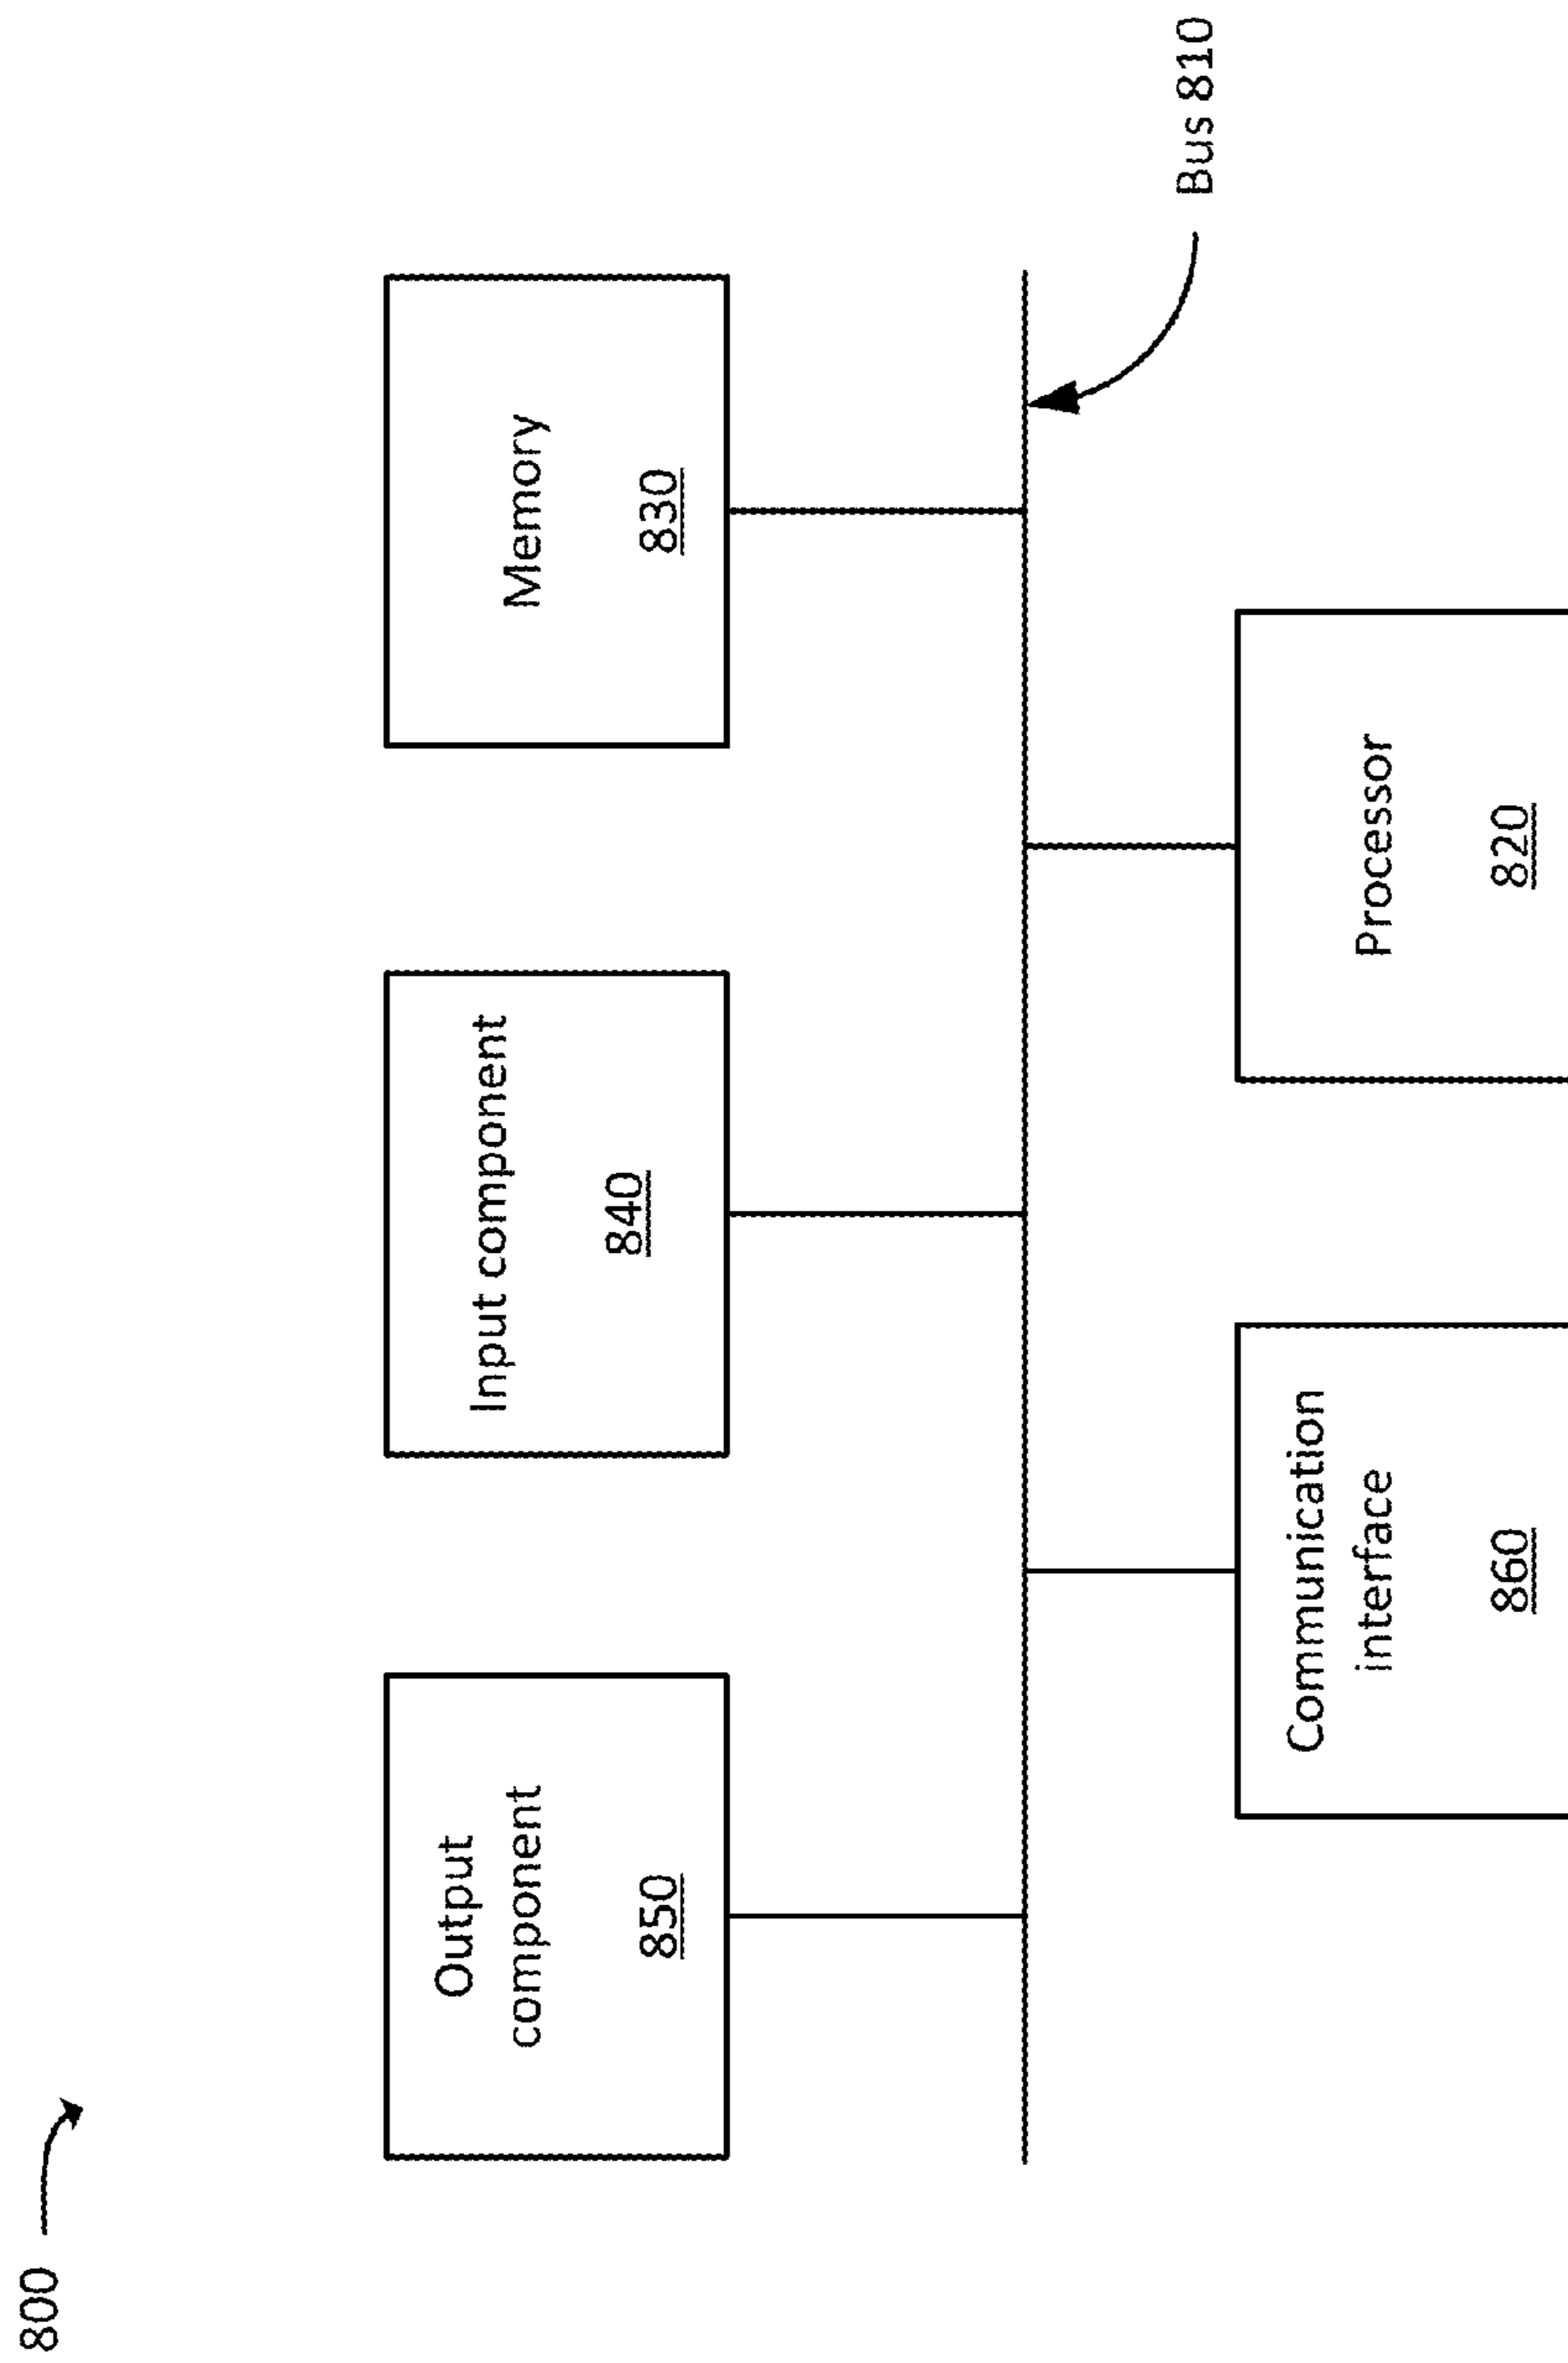 800
Output
component
850
Input component
840
Memory
830
Communication
interface
860
Processor
820
Bus 810